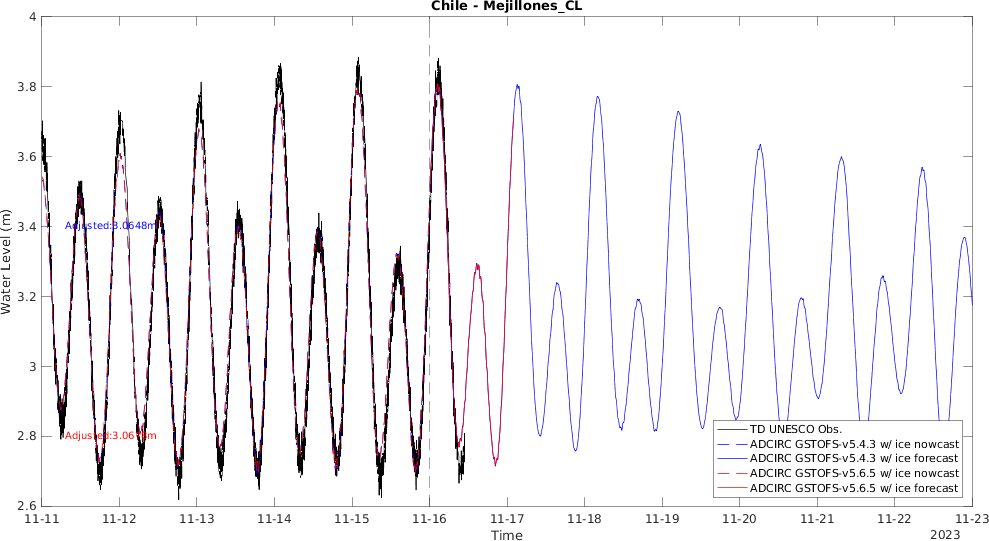 Chile - Mejillones_CL
4
3.8
3.6
3.4
3.2
3
2.8
2.6
Water Level (m)
Adjusted:3.0648m
TD UNESCO Obs.
ADCIRC GSTOFS-v5.4.3 w/ ice nowcast
ADCIRC GSTOFS-v5.4.3 w/ ice forecast
ADCIRC GSTOFS-v5.6.5 w/ ice nowcast
ADCIRC GSTOFS-v5.6.5 w/ ice forecast
11-11 11-12 11-13 11-14 11-15 11-16 11-17 11-18 11-19 11-20 11-21 11-22 11-23
Time
2023